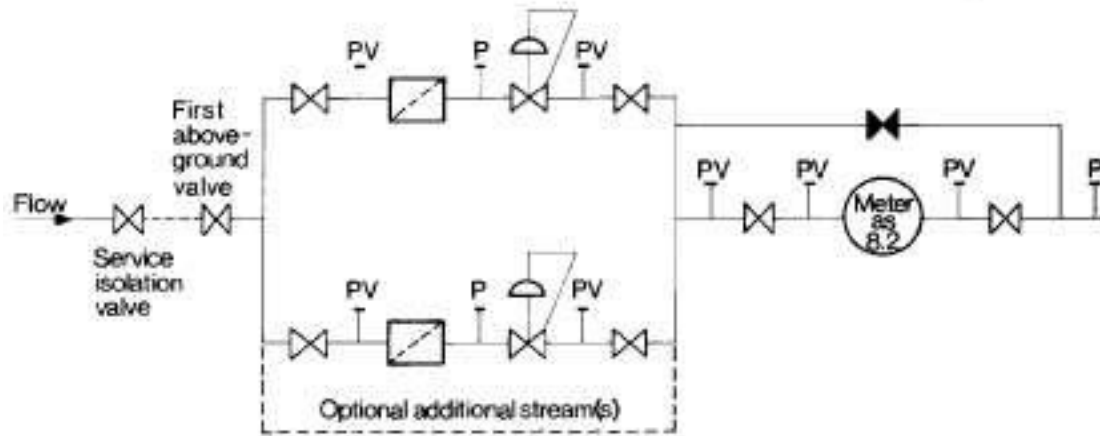 PV
P
PV
First
above-
ground
valve
Flow
Service
isolation
valve
PV
PV
Meter
as
8.2
PV
P
PV
P
PV
Optional additional stream(s)